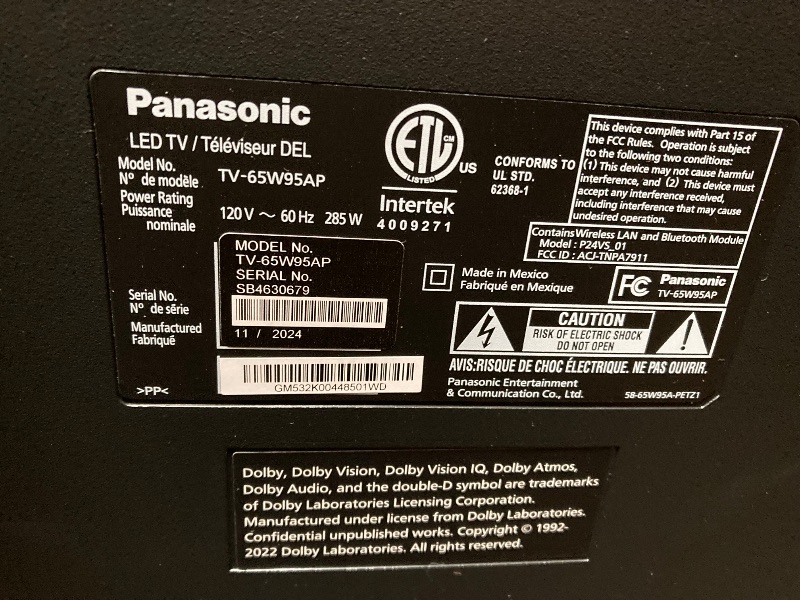 Panasonic
LED TV / Téléviseur DEL
Model No.
Nº de modèle
TV-65W95AP
Power Rating
Puissance
nominale
120 V ~ 60 Hz 285 W
MODEL No.
TV-65W95AP
SERIAL No.
SB4630679
Serial No.
Nº de série
Manufactured
Fabriqué
11 / 2024
GM532K00448501WD
>PP<
ETL CM
LISTED
US
Intertek
4009271
CONFORMS TO
UL STD.
62368-1
This device complies with Part 15 of
the FCC Rules. Operation is subject
to the following two conditions:
(1) This device may not cause harmful
interference, and (2) This device must
accept any interference received,
including interference that may cause
undesired operation.
Contains Wireless LAN and Bluetooth Module
Model : P24VS_01
FCC ID : ACJ-TNPA7911
Made in Mexico
Fabriqué en Mexique
FC Panasonic
TV-65W95AP
CAUTION
RISK OF ELECTRIC SHOCK
DO NOT OPEN
AVIS:RISQUE DE CHOC ÉLECTRIQUE. NE PAS OUVRIR.
Panasonic Entertainment
& Communication Co., Ltd.
58-65W95A-PETZ1
Dolby, Dolby Vision, Dolby Vision IQ, Dolby Atmos,
Dolby Audio, and the double-D symbol are trademarks
of Dolby Laboratories Licensing Corporation.
Manufactured under license from Dolby Laboratories.
Confidential unpublished works. Copyright © 1992-
2022 Dolby Laboratories. All rights reserved.